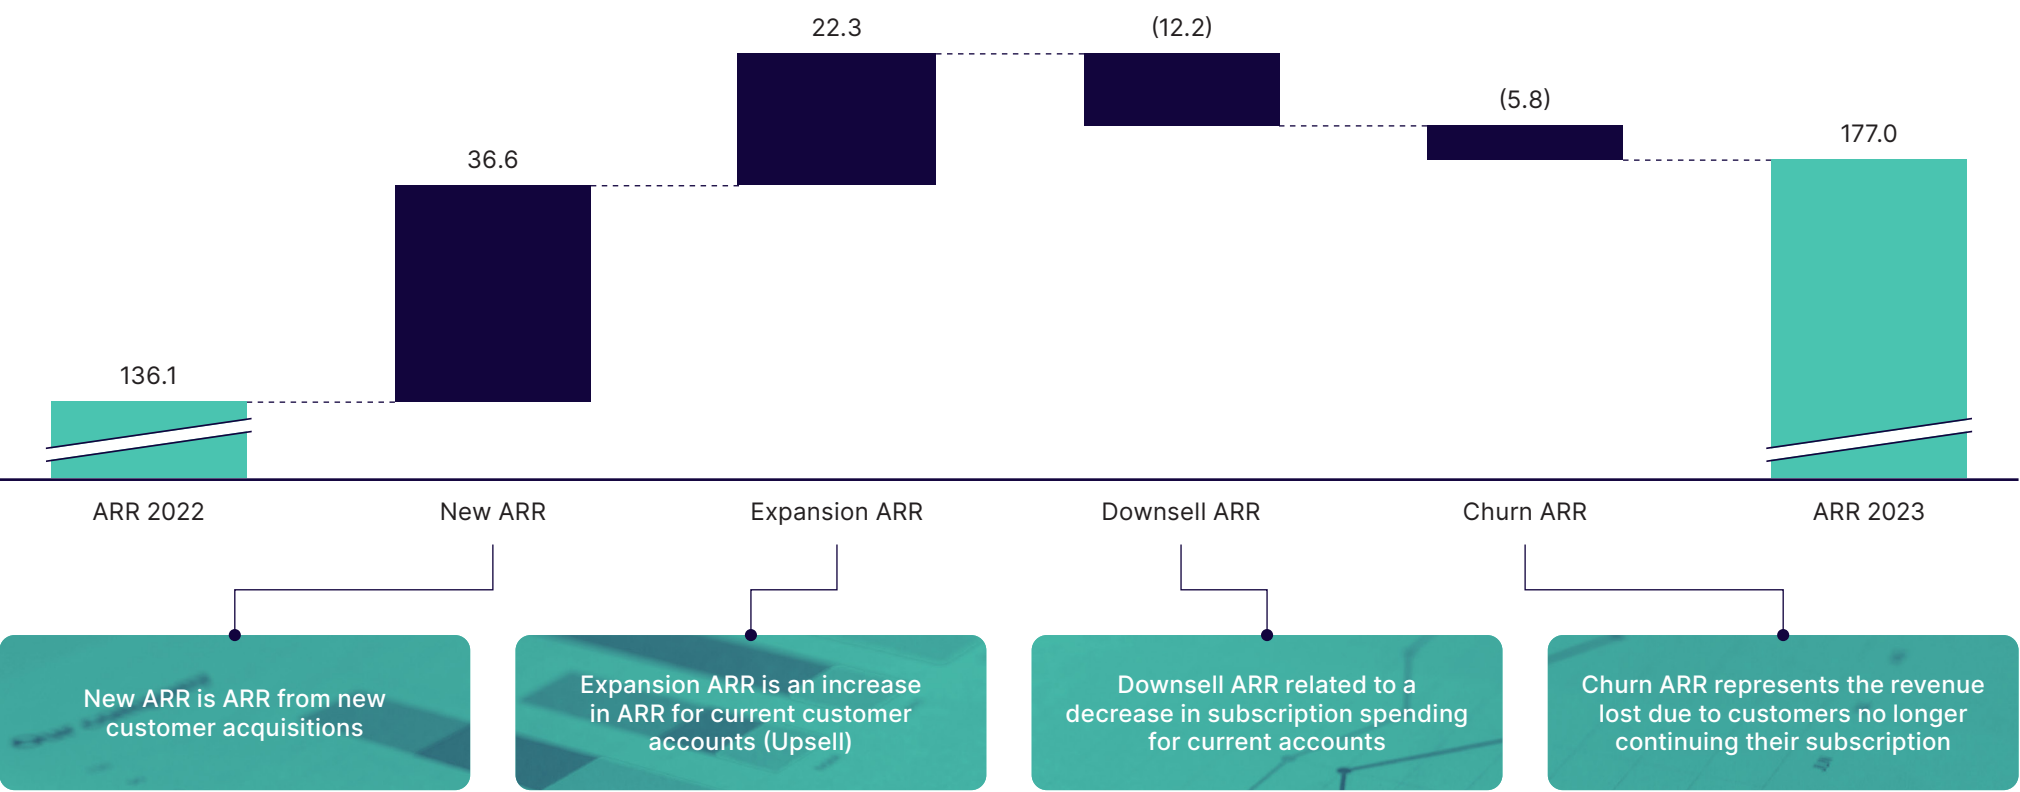 22.3
(12.2)
(5.8)
177.0
36.6
136.1
ARR 2022
New ARR
Expansion ARR
Downsell ARR
Churn ARR
ARR 2023
New ARR is ARR from new
customer acquisitions
Expansion ARR is an increase
in ARR for current customer
accounts (Upsell)
Downsell ARR related to a
decrease in subscription spending
for current accounts
Churn ARR represents the revenue
lost due to customers no longer
continuing their subscription